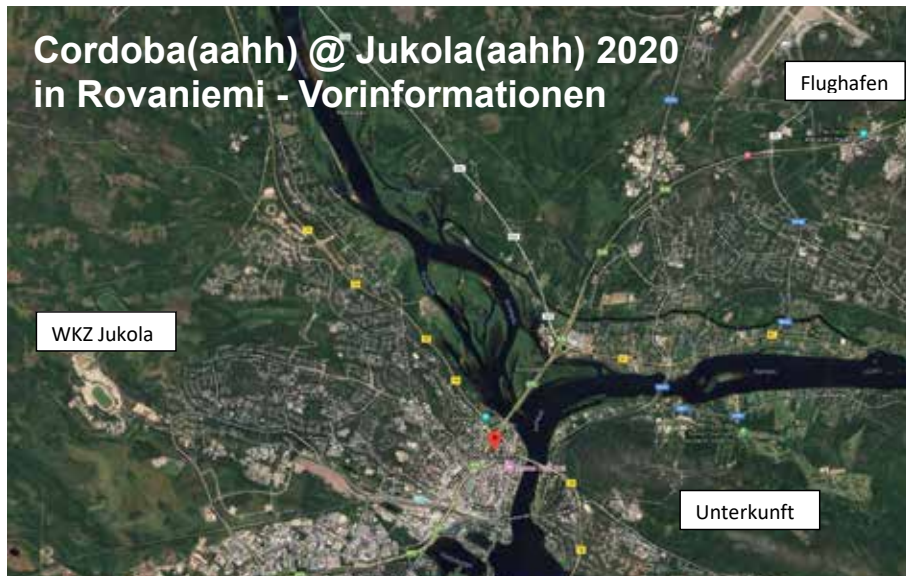 Cordoba(aahh) @ Jukola(aahh) 2020
in Rovaniemi - Vorinformationen
Flughafen
WKZ Jukola
Unterkunft